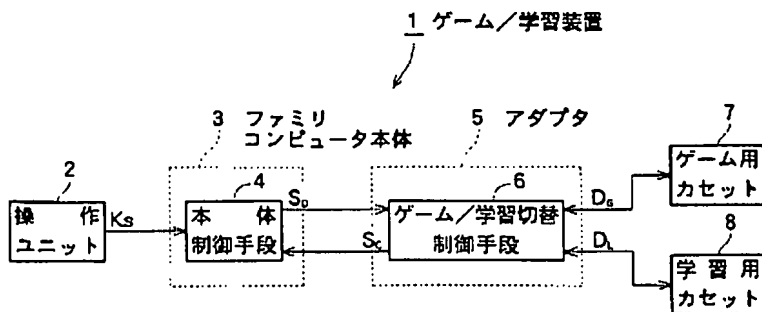 1 ゲーム／学習装置
3 ファミリ
コンピュータ本体
5 アダプタ
7
ゲーム用
カセット
2
操作
ユニット
KS
4
本体
制御手段
SD
SC
6
ゲーム／学習切替
制御手段
DG
DL
8
学習用
カセット